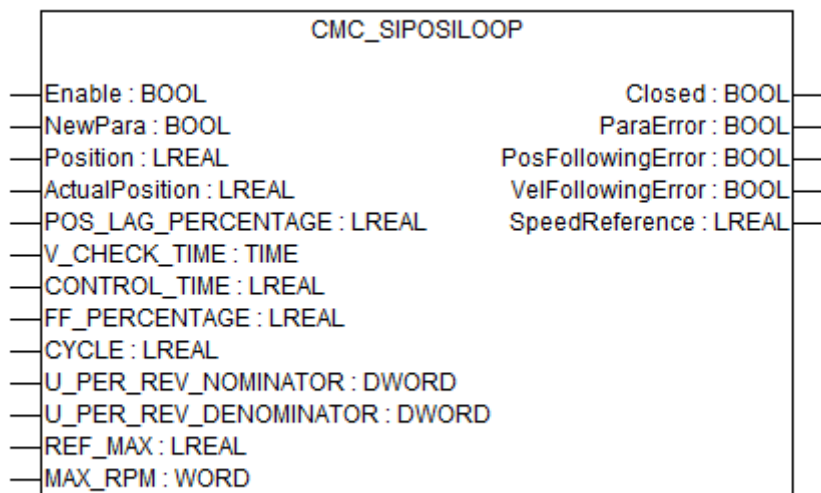 CMC_SIPOSILOOP
Enable : BOOL Closed : BOOL
NewPara : BOOL ParaError : BOOL
Position : LREAL PosFollowingError : BOOL
ActualPosition : LREAL VelFollowingError : BOOL
POS_LAG_PERCENTAGE : LREAL SpeedReference : LREAL
V_CHECK_TIME : TIME
CONTROL_TIME : LREAL
FF_PERCENTAGE : LREAL
CYCLE : LREAL
U_PER_REV_NOMINATOR : DWORD
U_PER_REV_DENOMINATOR : DWORD
REF_MAX : LREAL
MAX_RPM : WORD